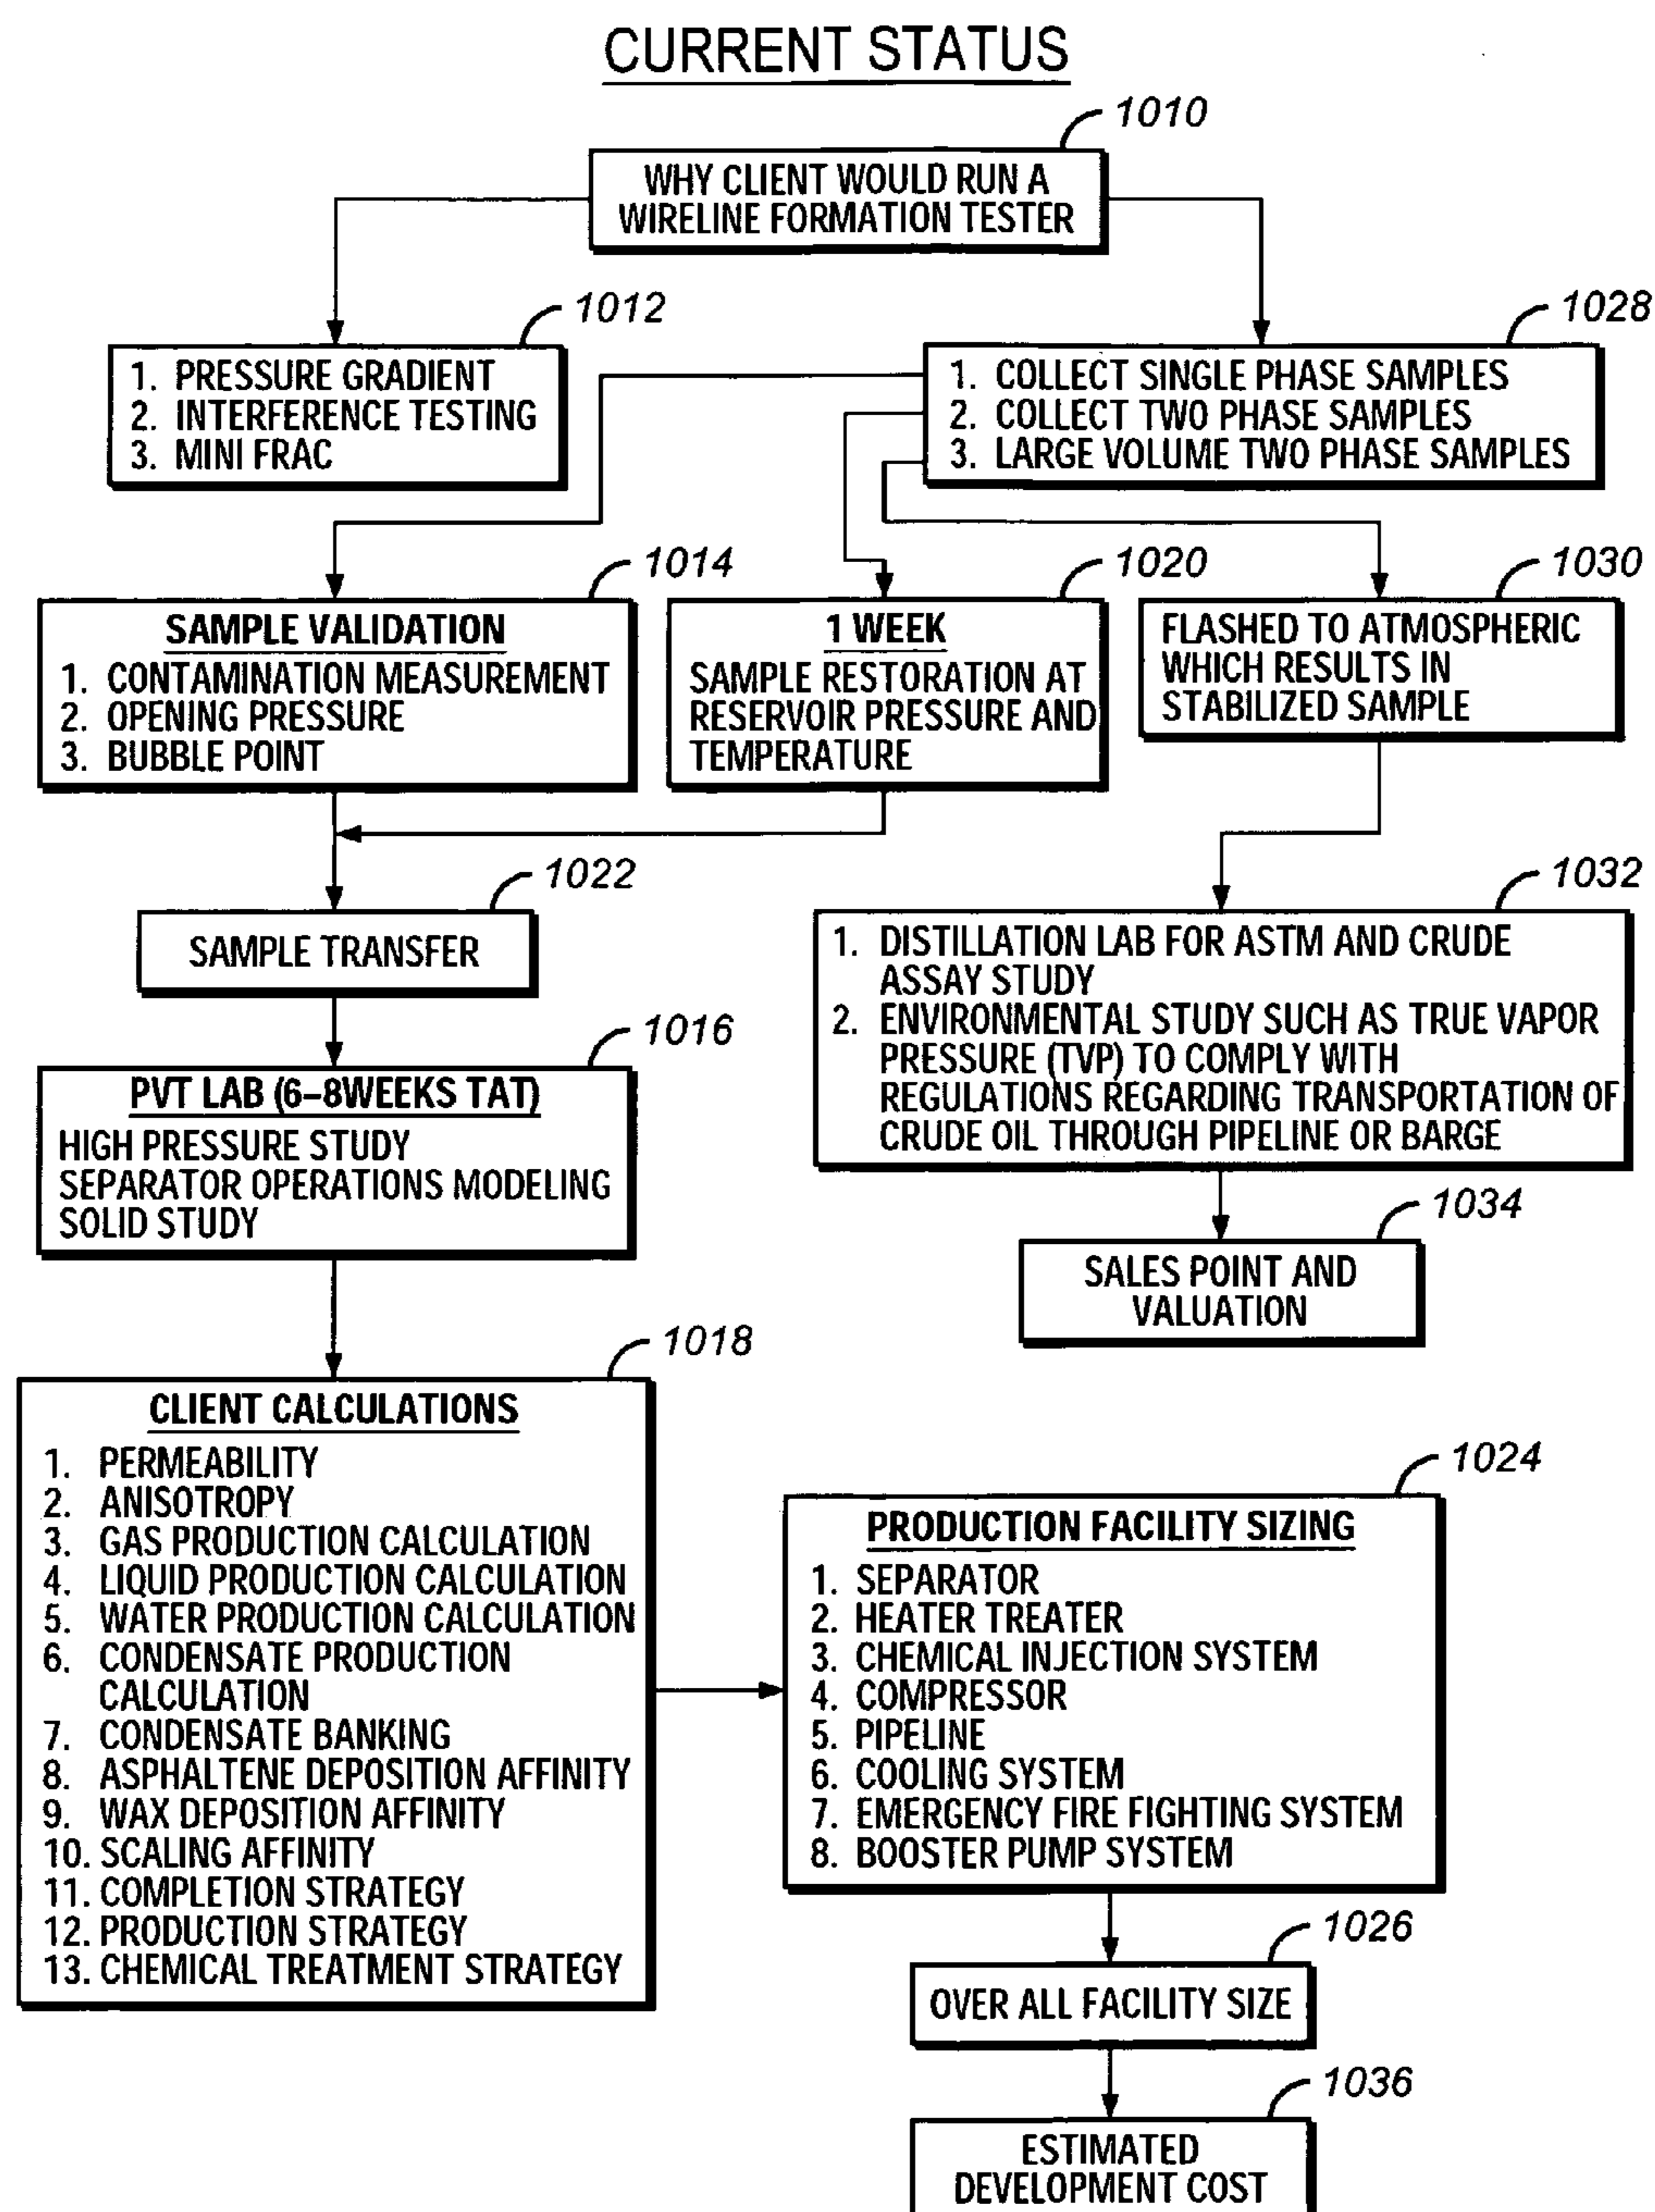 CURRENT STATUS
1010
WHY CLIENT WOULD RUN A
WIRELINE FORMATION TESTER
1012
1. PRESSURE GRADIENT
2. INTERFERENCE TESTING
3. MINI FRAC
1028
1. COLLECT SINGLE PHASE SAMPLES
2. COLLECT TWO PHASE SAMPLES
3. LARGE VOLUME TWO PHASE SAMPLES
1014
SAMPLE VALIDATION
1. CONTAMINATION MEASUREMENT
2. OPENING PRESSURE
3. BUBBLE POINT
1020
1 WEEK
SAMPLE RESTORATION AT
RESERVOIR PRESSURE AND
TEMPERATURE
1030
FLASHED TO ATMOSPHERIC
WHICH RESULTS IN
STABILIZED SAMPLE
1022
SAMPLE TRANSFER
1032
1. DISTILLATION LAB FOR ASTM AND CRUDE
ASSAY STUDY
2. ENVIRONMENTAL STUDY SUCH AS TRUE VAPOR
PRESSURE (TVP) TO COMPLY WITH
REGULATIONS REGARDING TRANSPORTATION OF
CRUDE OIL THROUGH PIPELINE OR BARGE
1016
PVT LAB (6–8WEEKS TAT)
HIGH PRESSURE STUDY
SEPARATOR OPERATIONS MODELING
SOLID STUDY
1034
SALES POINT AND
VALUATION
1018
CLIENT CALCULATIONS
1. PERMEABILITY
2. ANISOTROPY
3. GAS PRODUCTION CALCULATION
4. LIQUID PRODUCTION CALCULATION
5. WATER PRODUCTION CALCULATION
6. CONDENSATE PRODUCTION
CALCULATION
7. CONDENSATE BANKING
8. ASPHALTENE DEPOSITION AFFINITY
9. WAX DEPOSITION AFFINITY
10. SCALING AFFINITY
11. COMPLETION STRATEGY
12. PRODUCTION STRATEGY
13. CHEMICAL TREATMENT STRATEGY
1024
PRODUCTION FACILITY SIZING
1. SEPARATOR
2. HEATER TREATER
3. CHEMICAL INJECTION SYSTEM
4. COMPRESSOR
5. PIPELINE
6. COOLING SYSTEM
7. EMERGENCY FIRE FIGHTING SYSTEM
8. BOOSTER PUMP SYSTEM
1026
OVER ALL FACILITY SIZE
1036
ESTIMATED
DEVELOPMENT COST